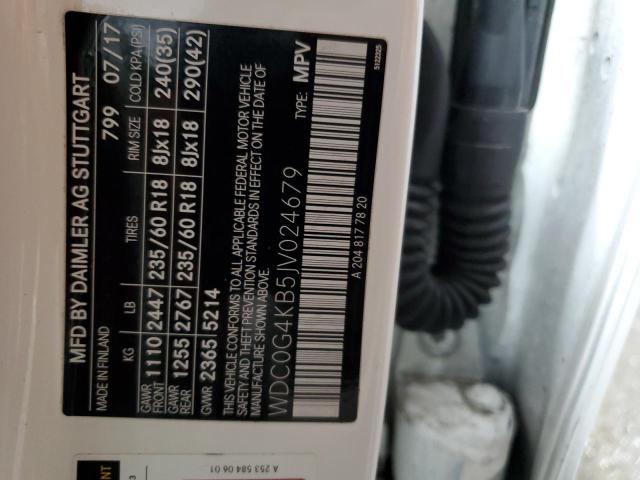 MFD BY DAIMLER AG STUTTGART
MADE IN FINLAND 799 07/17
KG LB TIRES RIM SIZE COLD KPA (PSI)
GAWR FRONT 1110 2447 235/60 R18 8Jx18 240(35)
GAWR REAR 1255 2767 235/60 R18 8Jx18 290(42)
GVWR 2365 5214
THIS VEHICLE CONFORMS TO ALL APPLICABLE FEDERAL MOTOR VEHICLE
SAFETY AND THEFT PREVENTION STANDARDS IN EFFECT ON THE DATE OF
MANUFACTURE SHOWN ABOVE.
WDC0G4KB5JV024679 TYPE: MPV
A 204 817 78 20
5122325
A 253 584 06 01